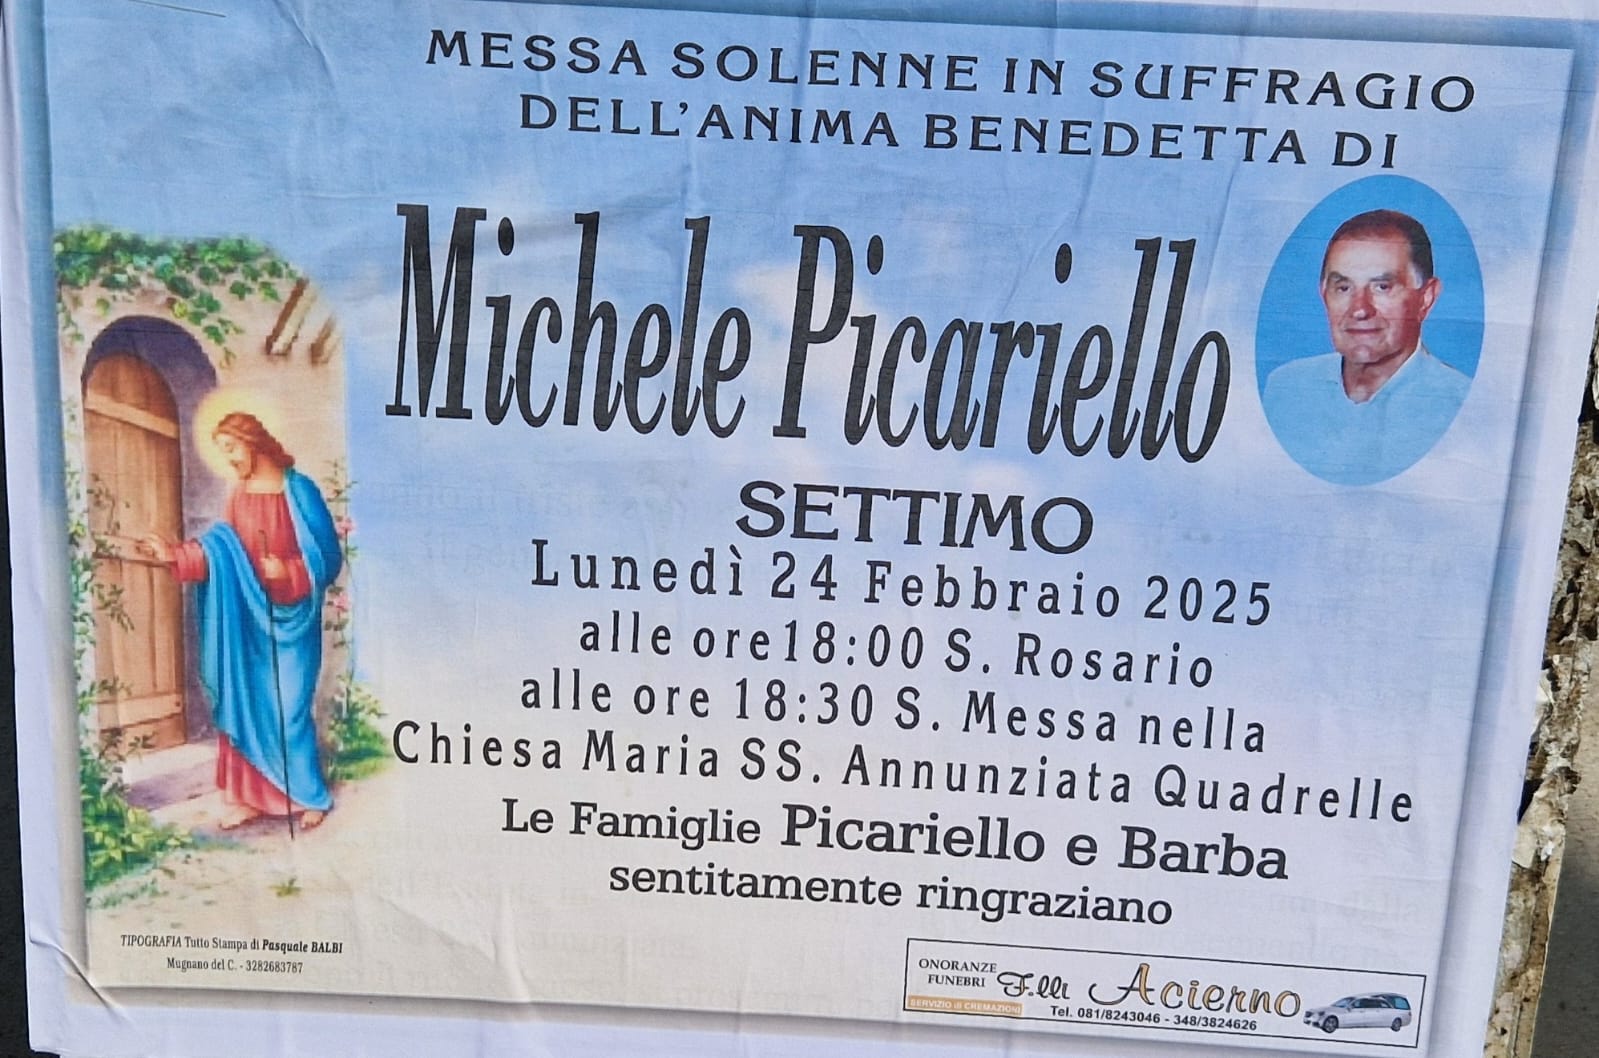 MESSA SOLENNE IN SUFFRAGIO
DELL'ANIMA BENEDETTA DI
Michele Picariello
SETTIMO
Lunedì 24 Febbraio 2025
alle ore18:00 S. Rosario
alle ore 18:30 S. Messa nella
Chiesa Maria SS. Annunziata Quadrelle
Le Famiglie Picariello e Barba
sentitamente ringraziano
TIPOGRAFIA Tutto Stampa di Pasquale BALBI
Mugnano del C. - 3282683787
ONORANZE
FUNEBRI F.lli Acierno
SERVIZIO di CREMAZIONI
Tel. 081/8243046 - 348/3824626